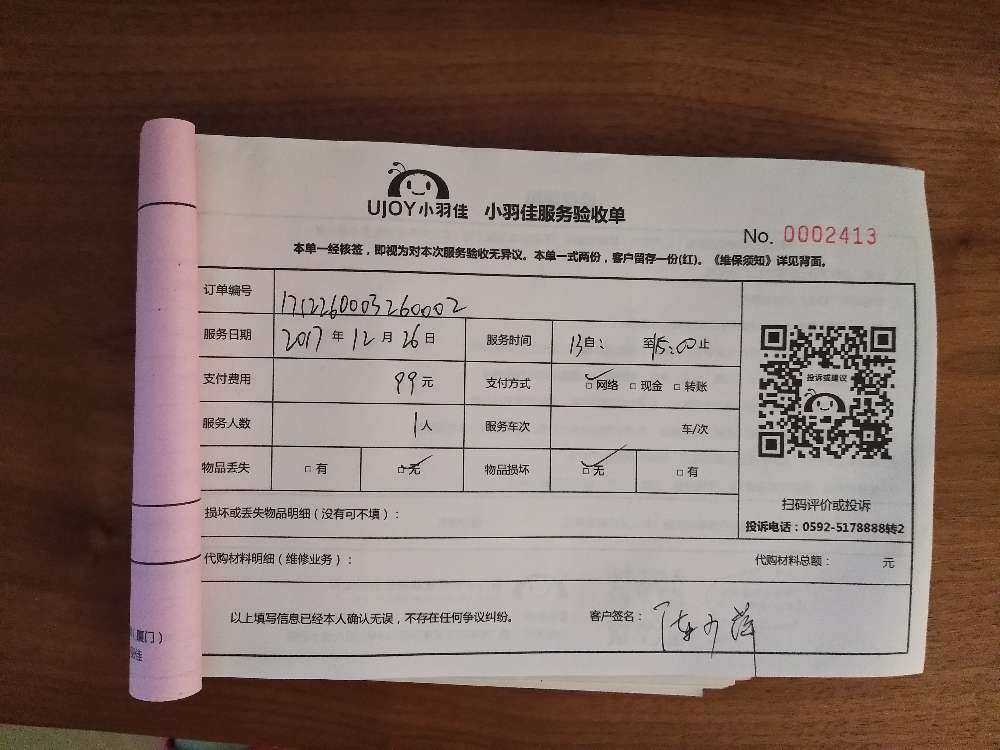 UJOY小羽佳 小羽佳服务验收单
No. 0002413
本单一经核签，即视为对本次服务验收无异议。本单一式两份，客户留存一份(红)。《维保须知》详见背面。
订单编号 1712260003260002
服务日期 2017 年 12 月 26 日 服务时间 13 自： 至 15:00 止
支付费用 99 元 支付方式 □ 网络 □ 现金 □ 转账
投诉或建议
服务人数 1 人 服务车次 车/次
物品丢失 □ 有 □ 无 物品损坏 □ 无 □ 有
扫码评价或投诉
损坏或丢失物品明细（没有可不填）：
投诉电话：0592-5178888转2
代购材料明细（维修业务）： 代购材料总额： 元
以上填写信息已经本人确认无误，不存在任何争议纠纷。 客户签名：
厦门）